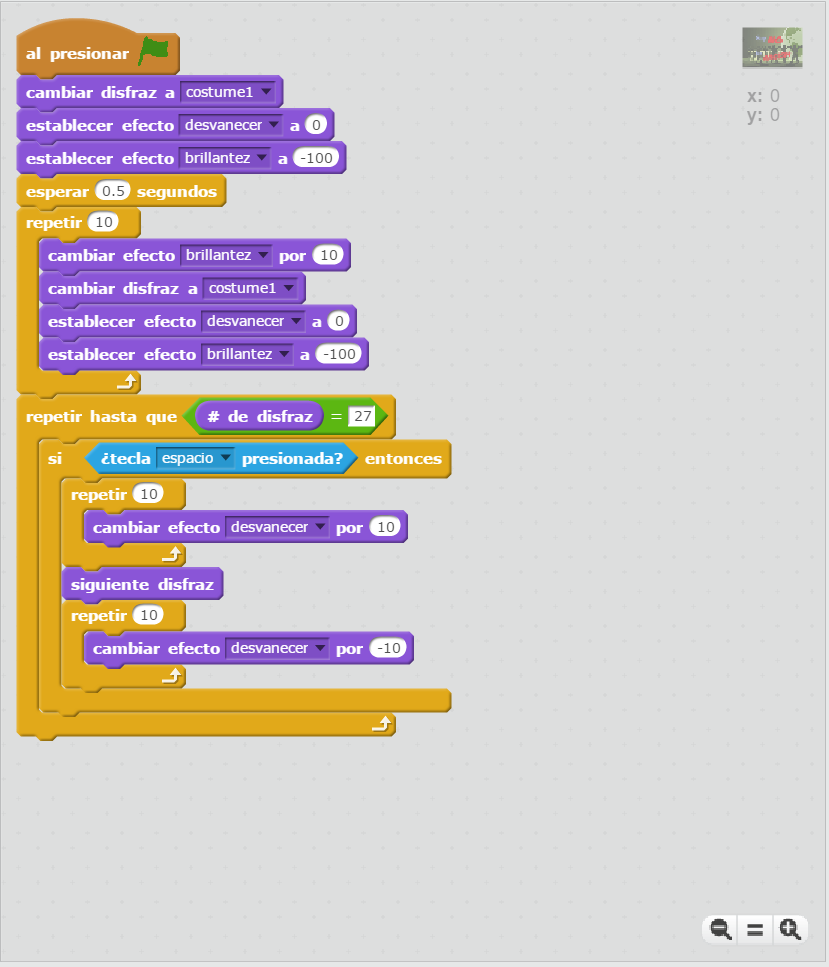 al presionar
cambiar disfraz a costume1
establecer efecto desvanecer a 0
establecer efecto brillantez a -100
esperar 0.5 segundos
repetir 10
cambiar efecto brillantez por 10
cambiar disfraz a costume1
establecer efecto desvanecer a 0
establecer efecto brillantez a -100
repetir hasta que # de disfraz = 27
si ¿tecla espacio presionada? entonces
repetir 10
cambiar efecto desvanecer por 10
siguiente disfraz
repetir 10
cambiar efecto desvanecer por -10
x: 0
y: 0